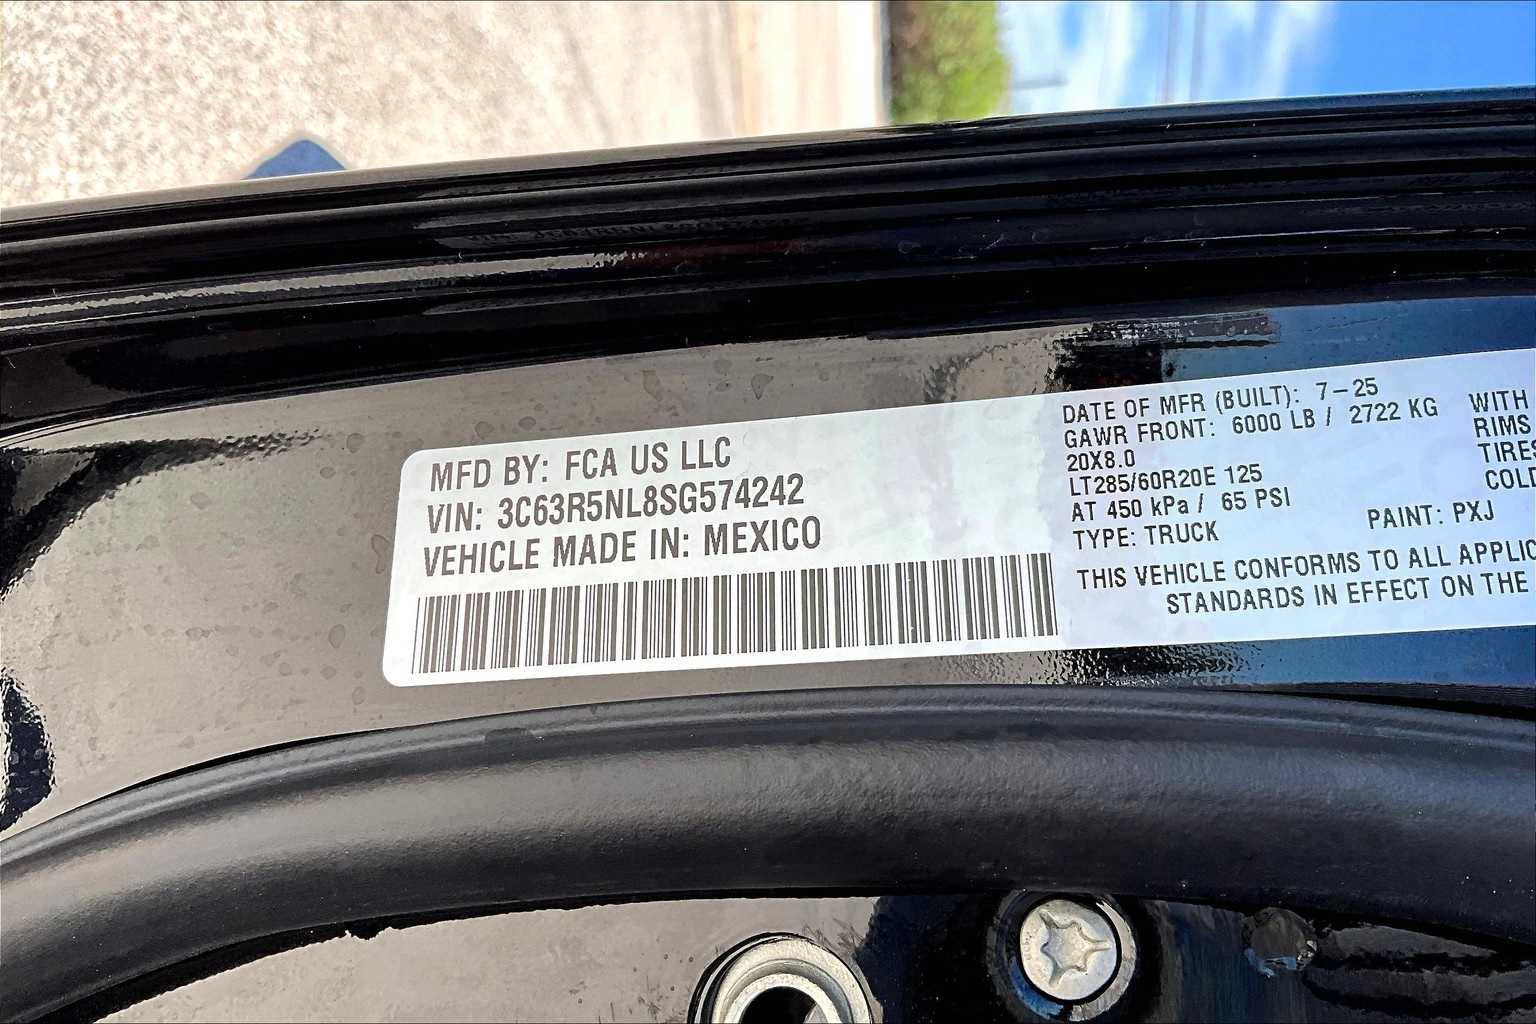 MFD BY: FCA US LLC
VIN: 3C63R5NL8SG574242
VEHICLE MADE IN: MEXICO
DATE OF MFR (BUILT): 7-25
GAWR FRONT: 6000 LB / 2722 KG
20X8.0
LT285/60R20E 125
AT 450 kPa / 65 PSI
TYPE: TRUCK PAINT: PXJ
THIS VEHICLE CONFORMS TO ALL APPLIC
STANDARDS IN EFFECT ON THE
WITH
RIMS
TIRES
COLD